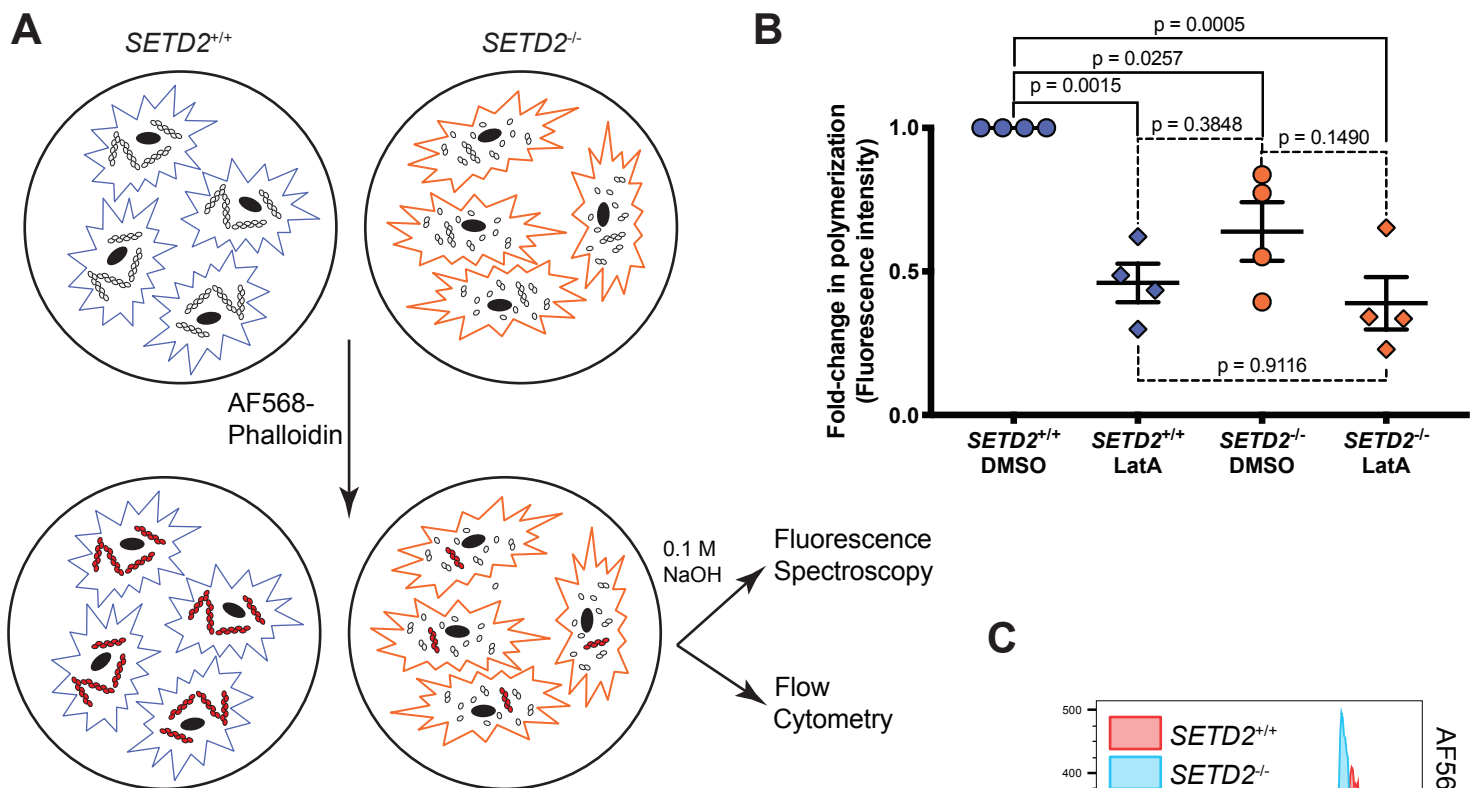 A
SETD2+/+
SETD2-/-
AF568-
Phalloidin
0.1 M
NaOH
Fluorescence
Spectroscopy
Flow
Cytometry
B
p = 0.0005
p = 0.0257
p = 0.0015
p = 0.3848
p = 0.1490
p = 0.9116
Fold-change in polymerization
(Fluorescence intensity)
1.0
0.5
0.0
SETD2+/+
DMSO
SETD2+/+
LatA
SETD2-/-
DMSO
SETD2-/-
LatA
C
500
400
SETD2+/+
SETD2-/-
AF56